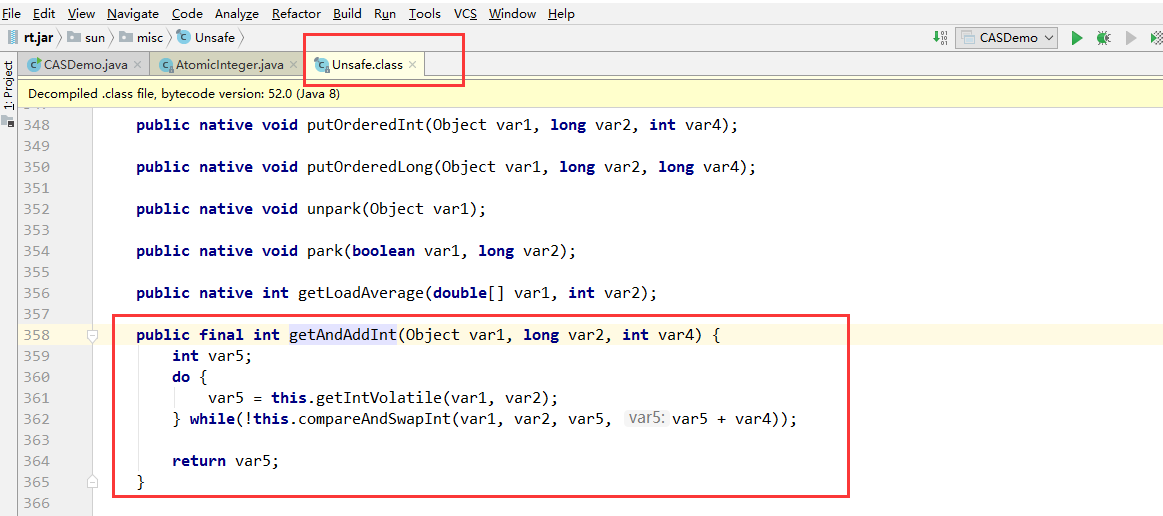 File Edit View Navigate Code Analyze Refactor Build Run Tools VCS Window Help
rt.jar sun misc Unsafe CASDemo
CASDemo.java AtomicInteger.java Unsafe.class
1: Project
Decompiled .class file, bytecode version: 52.0 (Java 8)
348 public native void putOrderedInt(Object var1, long var2, int var4);
349
350 public native void putOrderedLong(Object var1, long var2, long var4);
351
352 public native void unpark(Object var1);
353
354 public native void park(boolean var1, long var2);
355
356 public native int getLoadAverage(double[] var1, int var2);
357
358 public final int getAndAddInt(Object var1, long var2, int var4) {
359 int var5;
360 do {
361 var5 = this.getIntVolatile(var1, var2);
362 } while(!this.compareAndSwapInt(var1, var2, var5, var5: var5 + var4));
363
364 return var5;
365 }
366